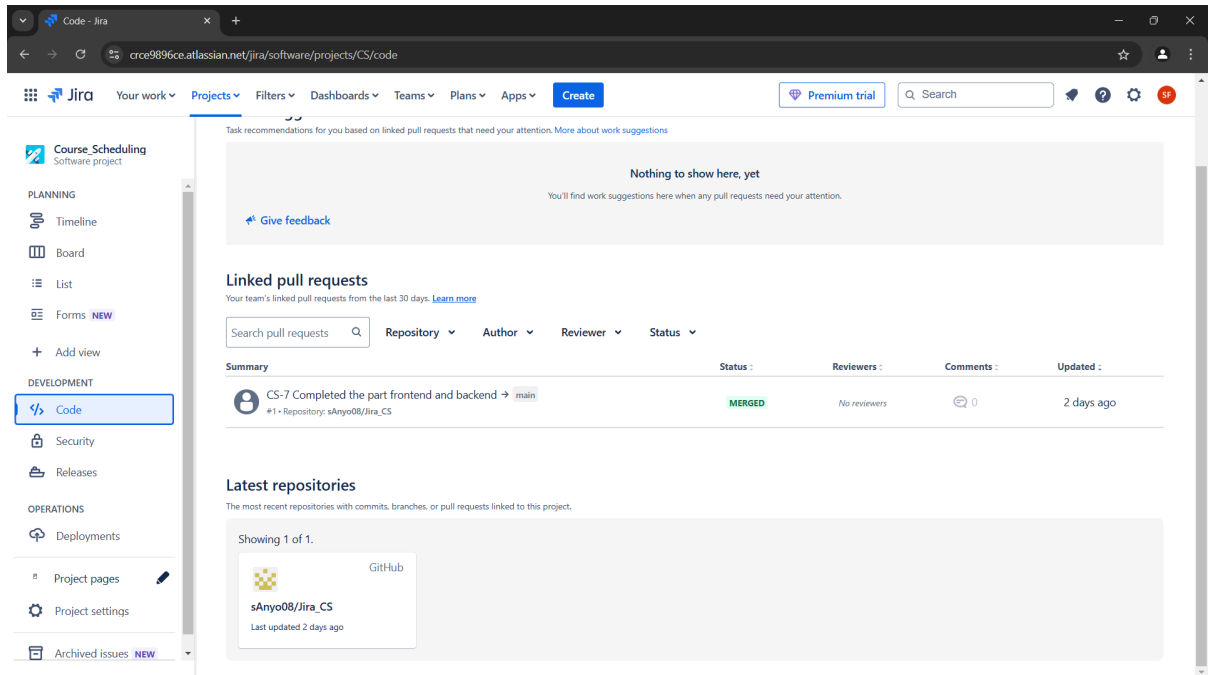 Code - Jira
crce9896ce.atlassian.net/jira/software/projects/CS/code
Jira Your work Projects Filters Dashboards Teams Plans Apps Create Premium trial Search SF
Course_Scheduling
Software project
PLANNING
Timeline
Board
List
Forms NEW
Add view
DEVELOPMENT
Code
Security
Releases
OPERATIONS
Deployments
Project pages
Project settings
Archived issues NEW
Task recommendations for you based on linked pull requests that need your attention. More about work suggestions
Nothing to show here, yet
You'll find work suggestions here when any pull requests need your attention.
Give feedback
Linked pull requests
Your team's linked pull requests from the last 30 days. Learn more
Search pull requests Repository Author Reviewer Status
Summary Status Reviewers Comments Updated
CS-7 Completed the part frontend and backend → main
#1 • Repository: sAnyo08/Jira_CS
MERGED No reviewers 0 2 days ago
Latest repositories
The most recent repositories with commits, branches, or pull requests linked to this project.
Showing 1 of 1.
GitHub
sAnyo08/Jira_CS
Last updated 2 days ago